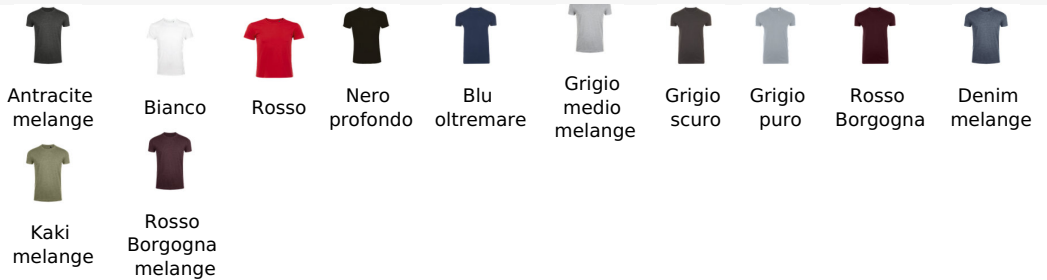 Antracite
melange
Bianco
Rosso
Nero
profondo
Blu
oltremare
Grigio
medio
melange
Grigio
scuro
Grigio
puro
Rosso
Borgogna
Denim
melange
Kaki
melange
Rosso
Borgogna
melange